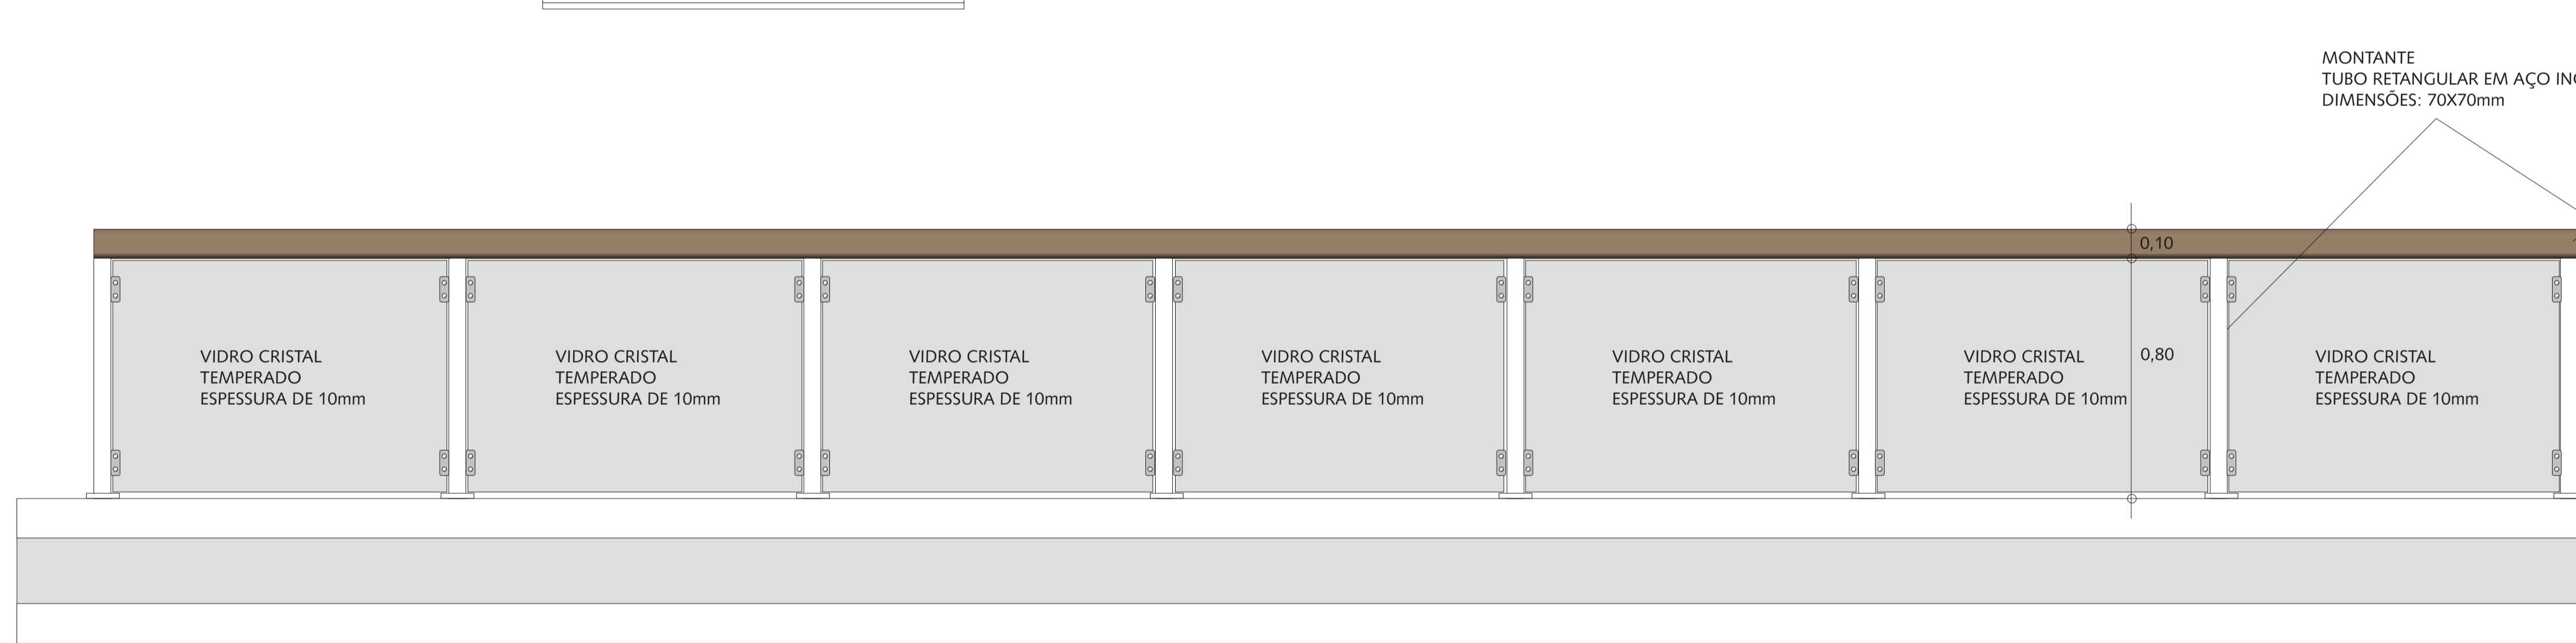 MONTANTE
TUBO RETANGULAR EM AÇO
DIMENSÕES: 70X70mm
0,10
VIDRO CRISTAL
TEMPERADO
ESPESSURA DE 10mm
VIDRO CRISTAL
TEMPERADO
ESPESSURA DE 10mm
VIDRO CRISTAL
TEMPERADO
ESPESSURA DE 10mm
VIDRO CRISTAL
TEMPERADO
ESPESSURA DE 10mm
VIDRO CRISTAL
TEMPERADO
ESPESSURA DE 10mm
VIDRO CRISTAL
TEMPERADO
ESPESSURA DE 10mm
0,80
VIDRO CRISTAL
TEMPERADO
ESPESSURA DE 10mm